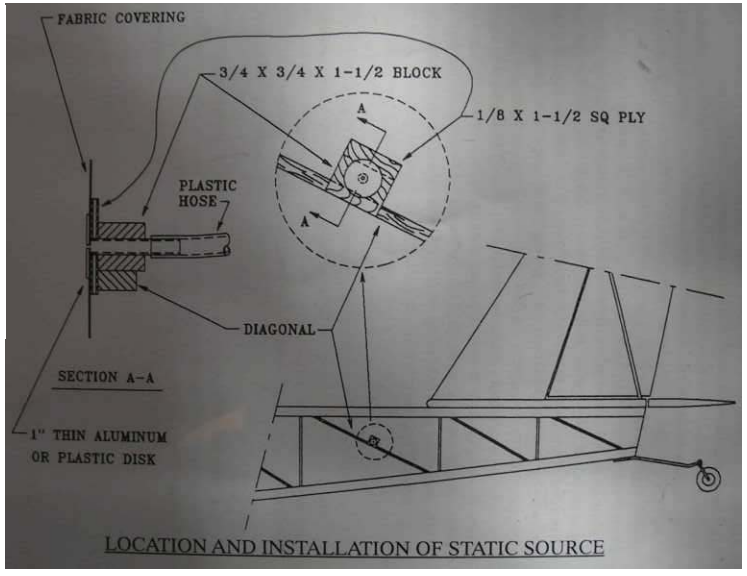 FABRIC COVERING
3/4 X 3/4 X 1-1/2 BLOCK
A
1/8 X 1-1/2 SQ PLY
PLASTIC
HOSE
A
DIAGONAL
SECTION A-A
1" THIN ALUMINUM
OR PLASTIC DISK
LOCATION AND INSTALLATION OF STATIC SOURCE